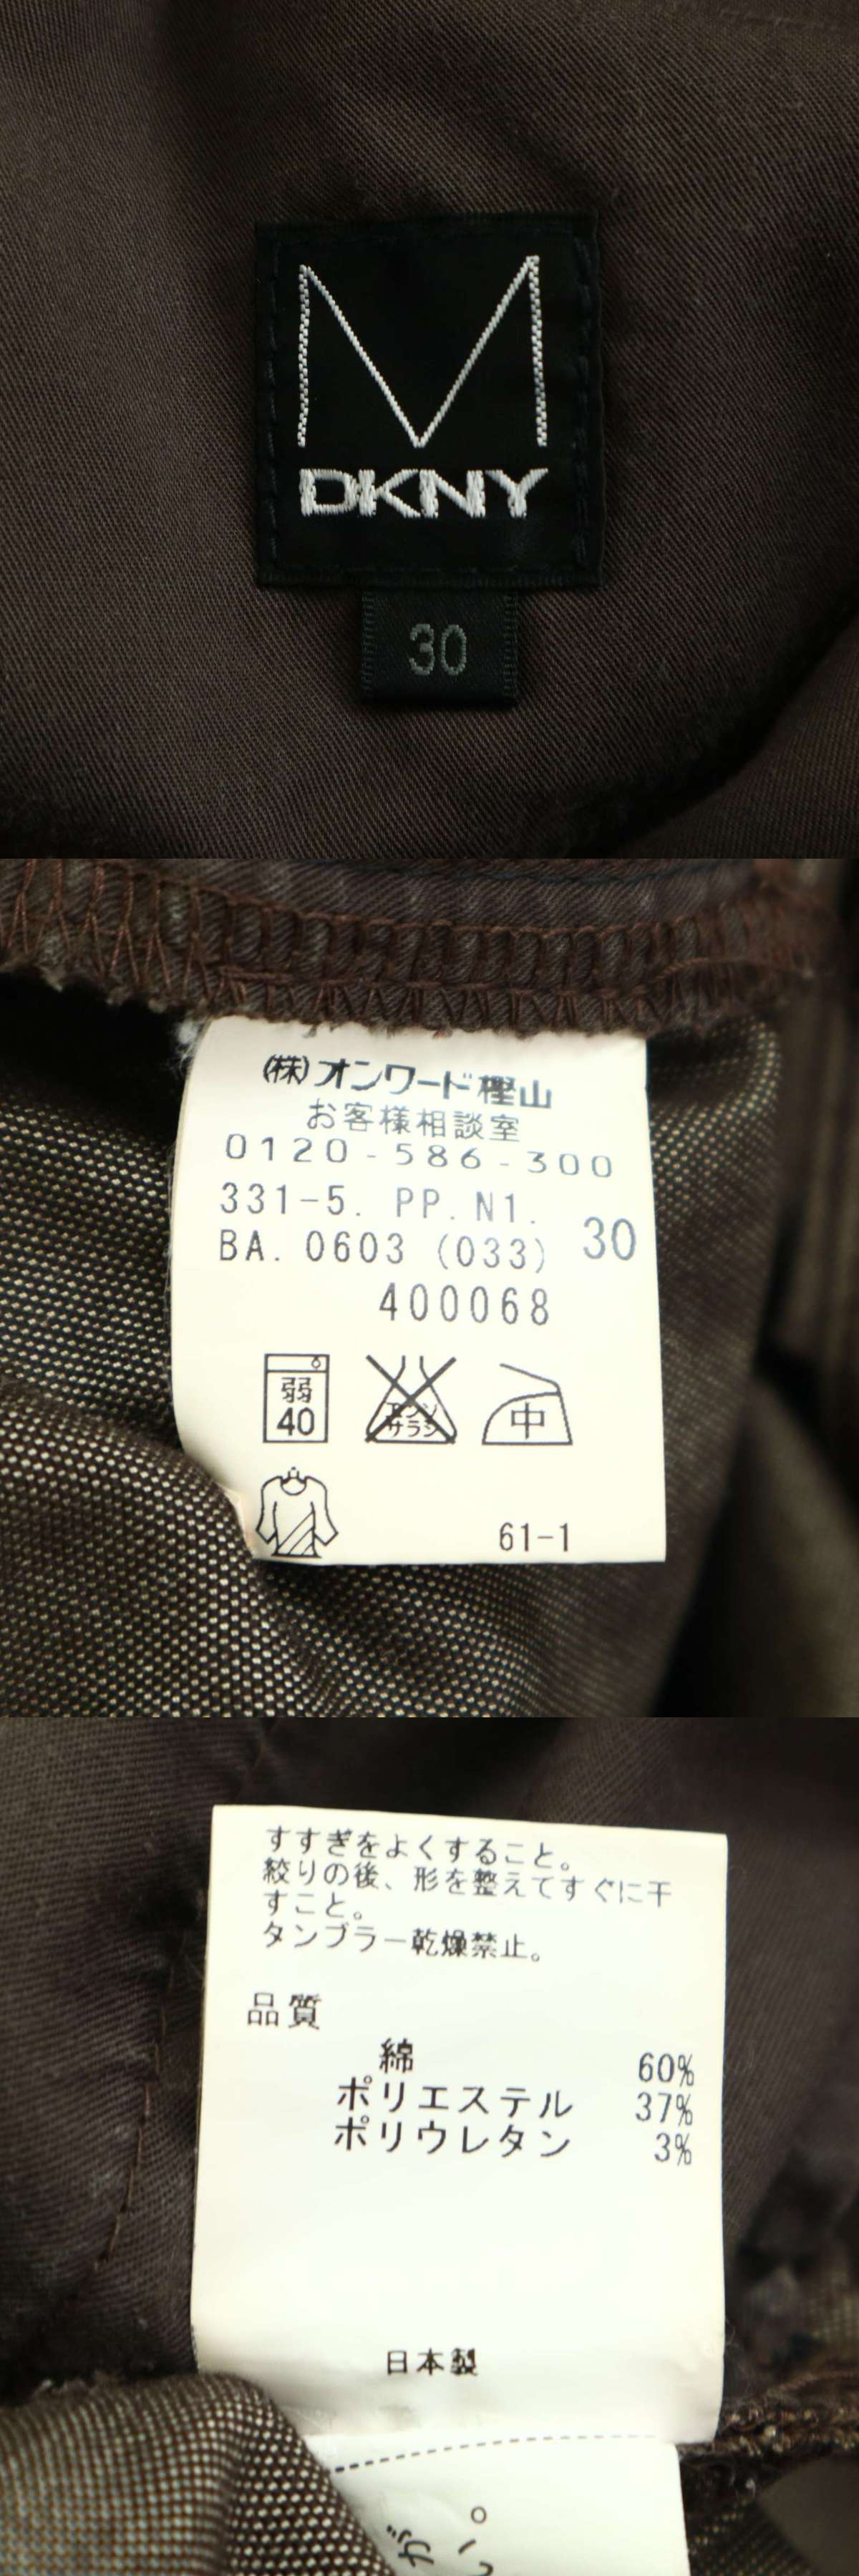 M
DKNY
30
(株)オンワード樫山
お客様相談室
0120-586-300
331-5. PP.N1.
BA. 0603 (033) 30
400068
弱
40
エンソ
サラシ
中
61-1
すすぎをよくすること。
絞りの後、形を整えてすぐに干
すこと。
タンブラー乾燥禁止。
品質
綿 60%
ポリエステル 37%
ポリウレタン 3%
日本製
が
い。